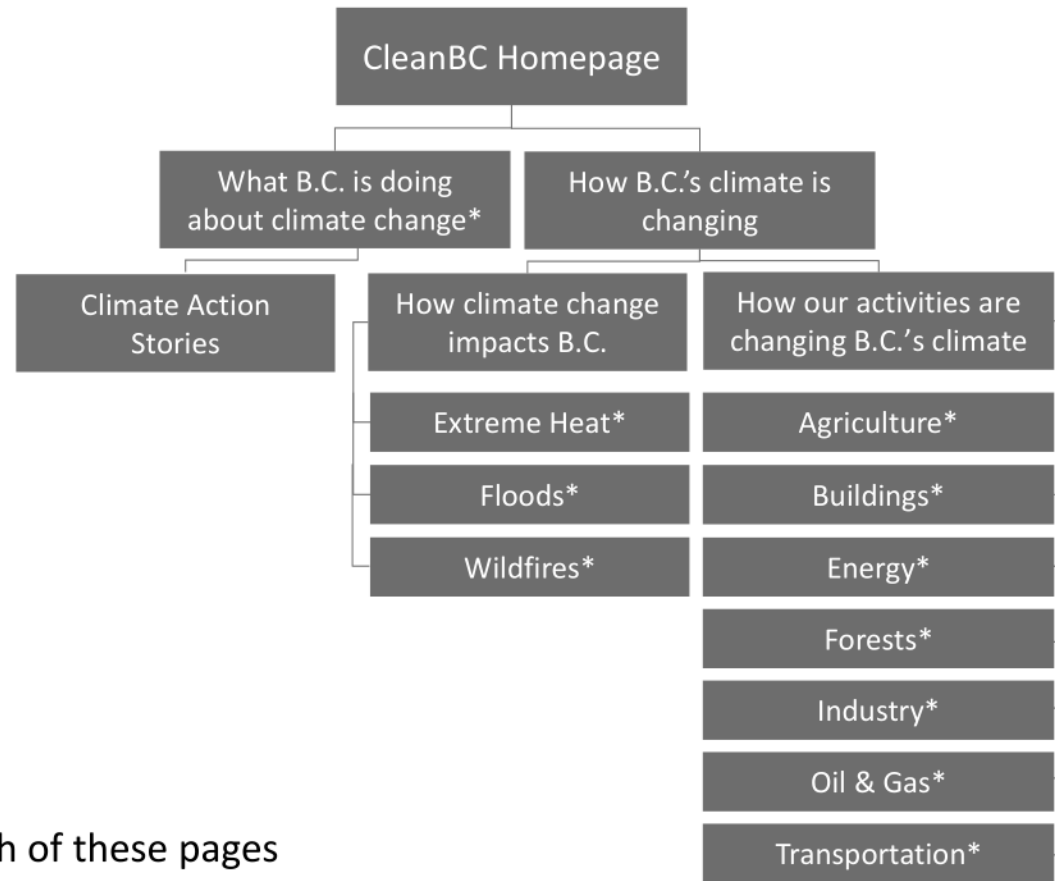 CleanBC Homepage
What B.C. is doing
about climate change*
How B.C.'s climate is
changing
Climate Action
Stories
How climate change
impacts B.C.
How our activities are
changing B.C.'s climate
Extreme Heat*
Agriculture*
Floods*
Buildings*
Wildfires*
Energy*
Forests*
Industry*
Oil & Gas*
Transportation*
of these pages